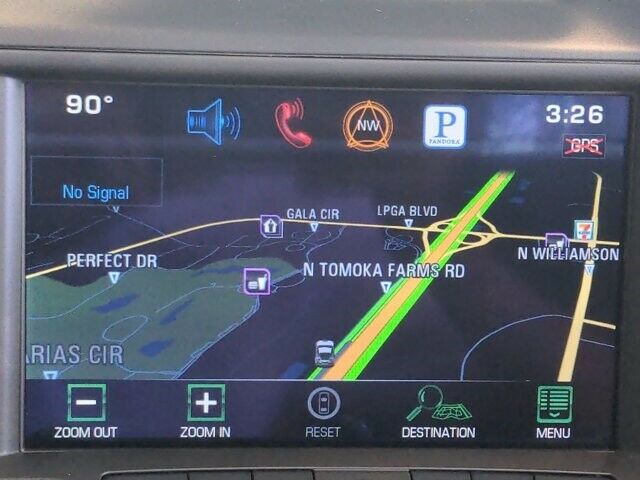 90°
NW
P
PANDORA
3:26
GPS
No Signal
GALA CIR
LPGA BLVD
7
PERFECT DR
N TOMOKA FARMS RD
N WILLIAMSON
ARIAS CIR
ZOOM OUT
ZOOM IN
RESET
DESTINATION
MENU